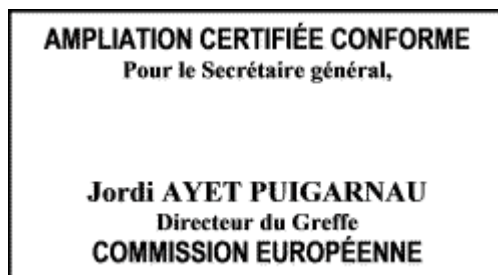 AMPLIATION CERTIFIÉE CONFORME
Pour le Secrétaire général,
Jordi AYET PUIGARNAU
Directeur du Greffe
COMMISSION EUROPÉENNE